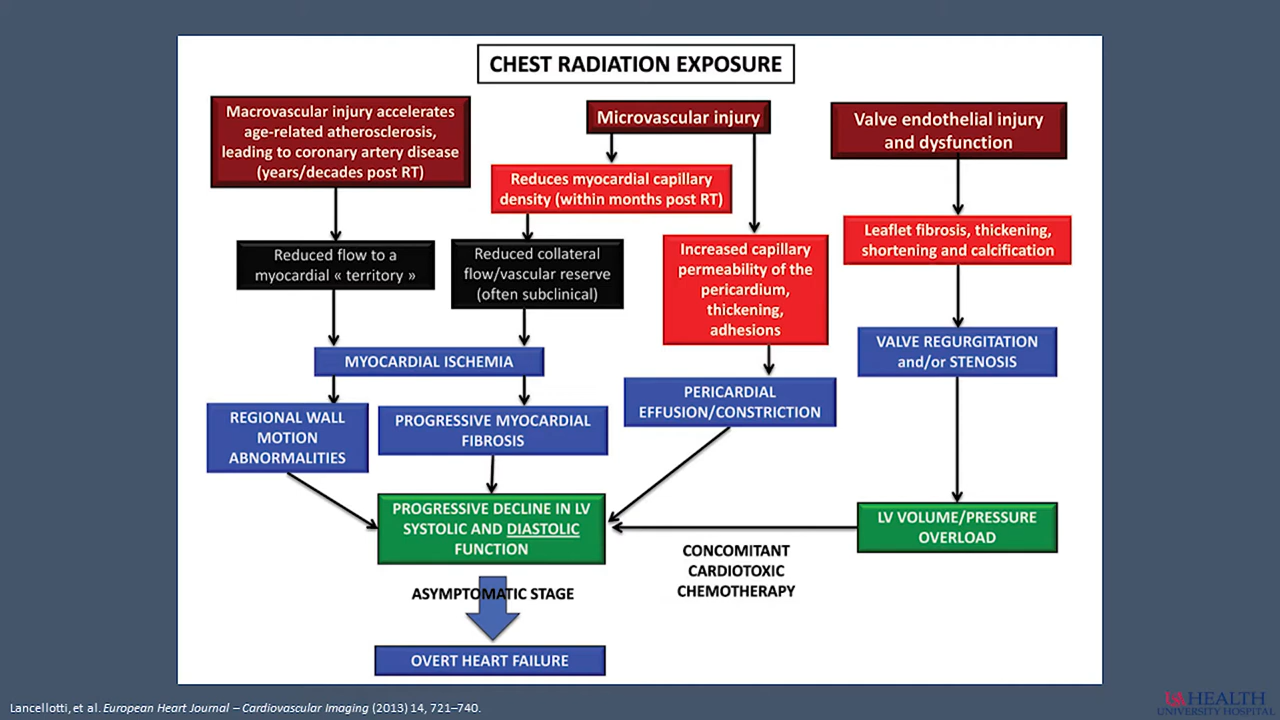 CHEST RADIATION EXPOSURE
Macrovascular injury accelerates
age-related atherosclerosis,
leading to coronary artery disease
(years/decades post RT)
Microvascular injury
Valve endothelial injury
and dysfunction
Reduces myocardial capillary
density (within months post RT)
Leaflet fibrosis, thickening,
shortening and calcification
Reduced flow to a
myocardial « territory »
Reduced collateral
flow/vascular reserve
(often subclinical)
Increased capillary
permeability of the
pericardium,
thickening,
adhesions
VALVE REGURGITATION
and/or STENOSIS
MYOCARDIAL ISCHEMIA
PERICARDIAL
EFFUSION/CONSTRICTION
REGIONAL WALL
MOTION
ABNORMALITIES
PROGRESSIVE MYOCARDIAL
FIBROSIS
PROGRESSIVE DECLINE IN LV
SYSTOLIC AND DIASTOLIC
FUNCTION
LV VOLUME/PRESSURE
OVERLOAD
CONCOMITANT
CARDIOTOXIC
CHEMOTHERAPY
ASYMPTOMATIC STAGE
OVERT HEART FAILURE
Lancellotti, et al. European Heart Journal – Cardiovascular Imaging (2013) 14, 721–740.
HEALTH
UNIVERSITY HOSPITAL